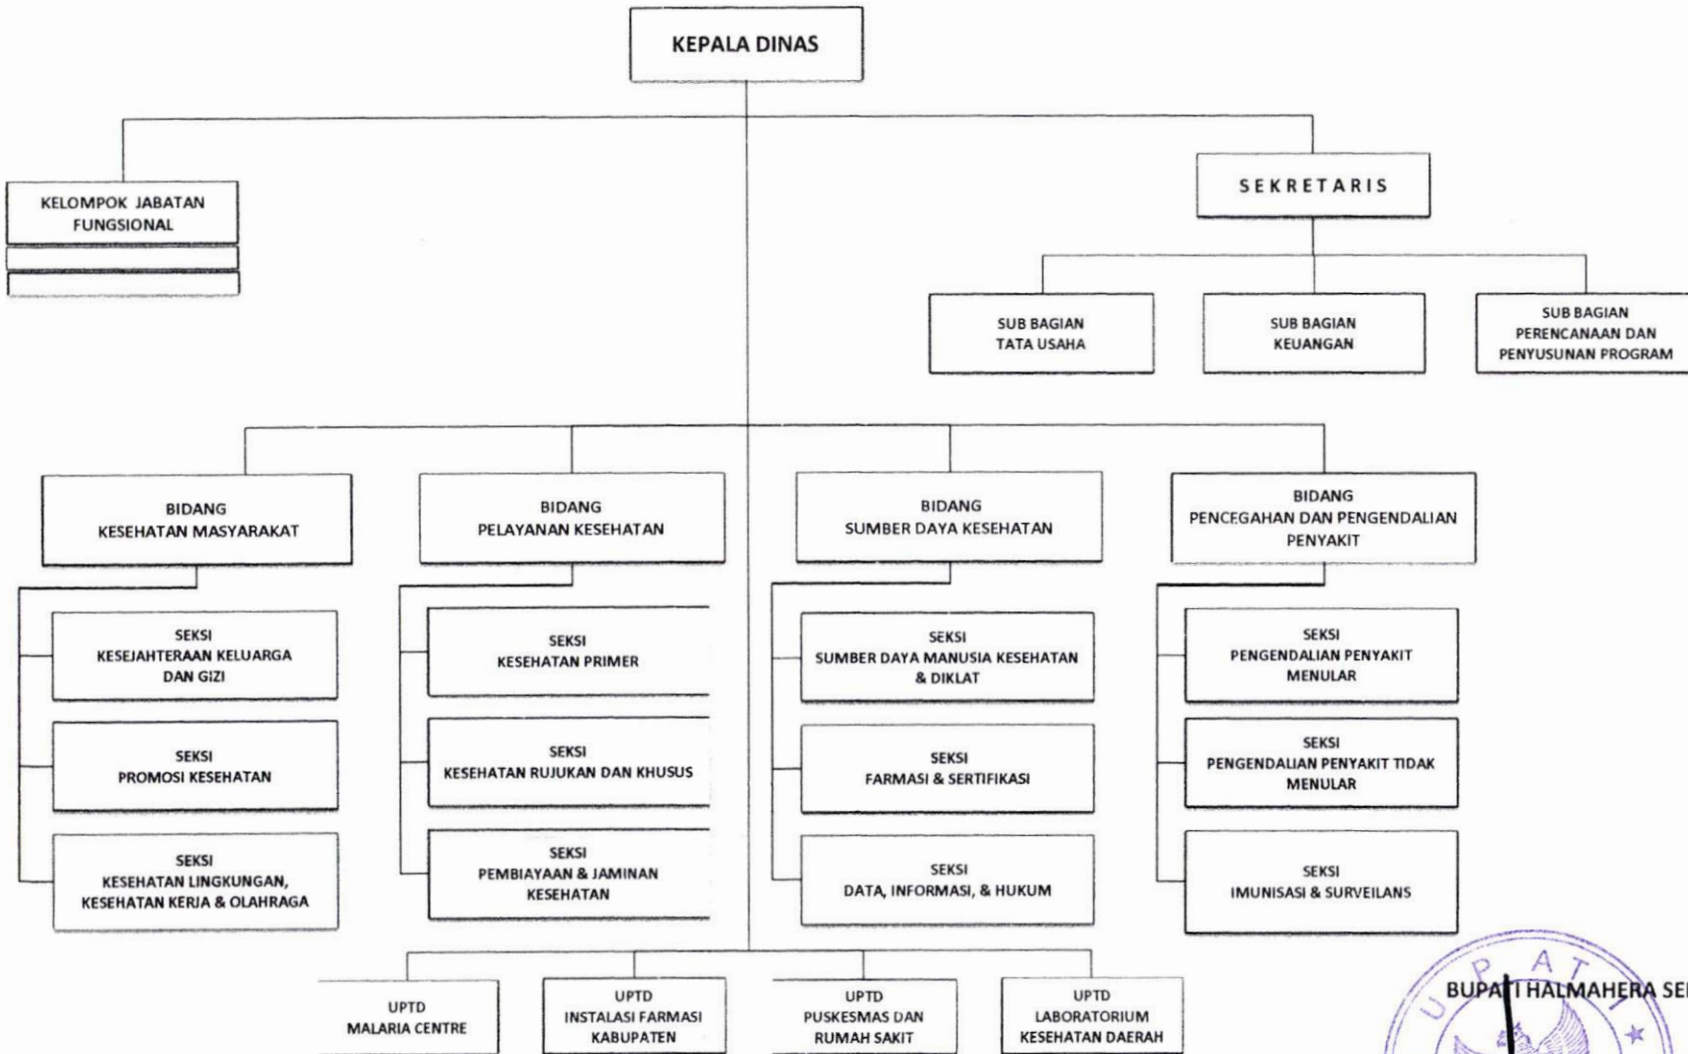 KEPALA DINAS
KELOMPOK JABATAN
FUNGSIONAL
SEKRETARIS
SUB BAGIAN
TATA USAHA
SUB BAGIAN
KEUANGAN
SUB BAGIAN
PERENCANAAN DAN
PENYUSUNAN PROGRAM
BIDANG
KESEHATAN MASYARAKAT
BIDANG
PELAYANAN KESEHATAN
BIDANG
SUMBER DAYA KESEHATAN
BIDANG
PENCEGAHAN DAN PENGENDALIAN
PENYAKIT
SEKSI
KESEJAHTERAAN KELUARGA
DAN GIZI
SEKSI
KESEHATAN PRIMER
SEKSI
SUMBER DAYA MANUSIA KESEHATAN
& DIKLAT
SEKSI
PENGENDALIAN PENYAKIT
MENULAR
SEKSI
PROMOSI KESEHATAN
SEKSI
KESEHATAN RUJUKAN DAN KHUSUS
SEKSI
FARMASI & SERTIFIKASI
SEKSI
PENGENDALIAN PENYAKIT TIDAK
MENULAR
SEKSI
KESEHATAN LINGKUNGAN,
KESEHATAN KERJA & OLAHRAGA
SEKSI
PEMBIAYAAN & JAMINAN
KESEHATAN
SEKSI
DATA, INFORMASI, & HUKUM
SEKSI
IMUNISASI & SURVEILANS
UPTD
MALARIA CENTRE
UPTD
INSTALASI FARMASI
KABUPATEN
UPTD
PUSKESMAS DAN
RUMAH SAKIT
UPTD
LABORATORIUM
KESEHATAN DAERAH
UPATI
BUPATI HALMAHERA SE